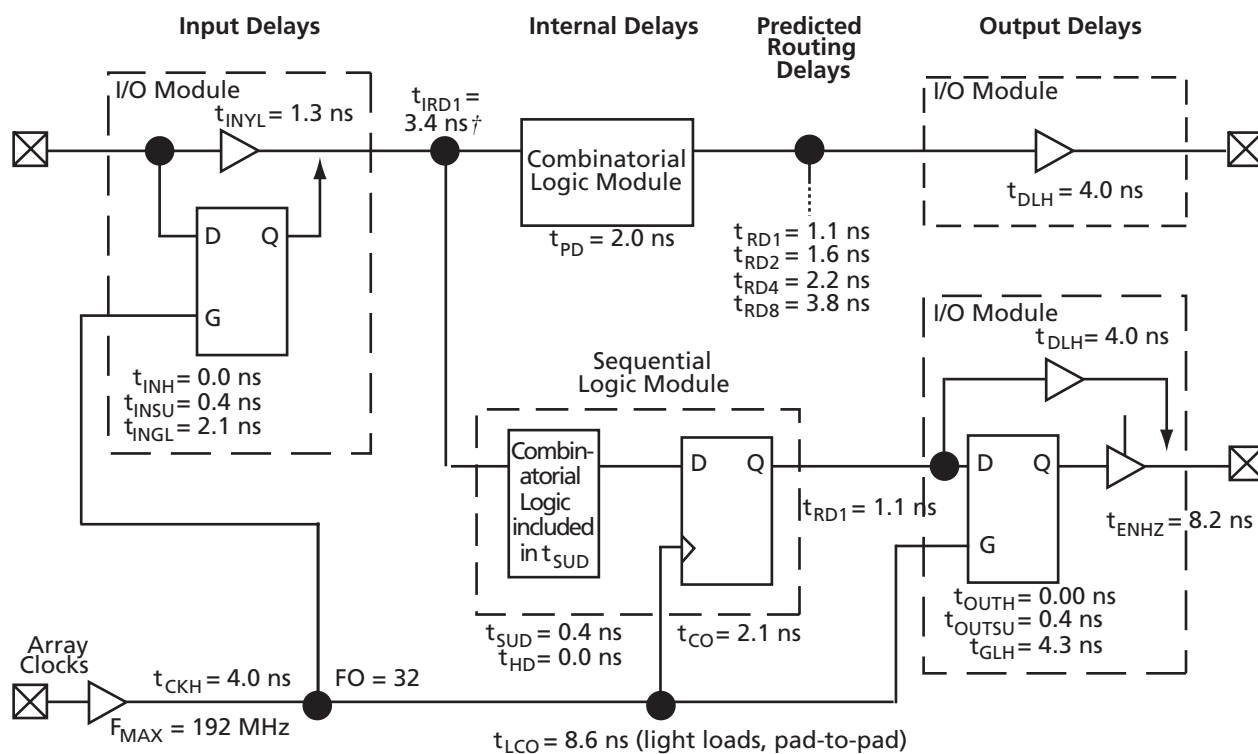 Input Delays
Internal Delays
Predicted
Routing
Delays
Output Delays
I/O Module
t_INYL = 1.3 ns
t_IRD1 =
3.4 ns†
Combinatorial
Logic Module
t_PD = 2.0 ns
t_RD1 = 1.1 ns
t_RD2 = 1.6 ns
t_RD4 = 2.2 ns
t_RD8 = 3.8 ns
I/O Module
t_DLH = 4.0 ns
D Q
G
t_INH = 0.0 ns
t_INSU = 0.4 ns
t_INGL = 2.1 ns
Sequential
Logic Module
Combin-
atorial
Logic
included
in t_SUD
D Q
t_SUD = 0.4 ns
t_HD = 0.0 ns
t_CO = 2.1 ns
t_RD1 = 1.1 ns
I/O Module
t_DLH = 4.0 ns
D Q
G
t_ENHZ = 8.2 ns
t_OUTH = 0.00 ns
t_OUTSU = 0.4 ns
t_GLH = 4.3 ns
Array
Clocks
t_CKH = 4.0 ns
FO = 32
F_MAX = 192 MHz
t_LCO = 8.6 ns (light loads, pad-to-pad)